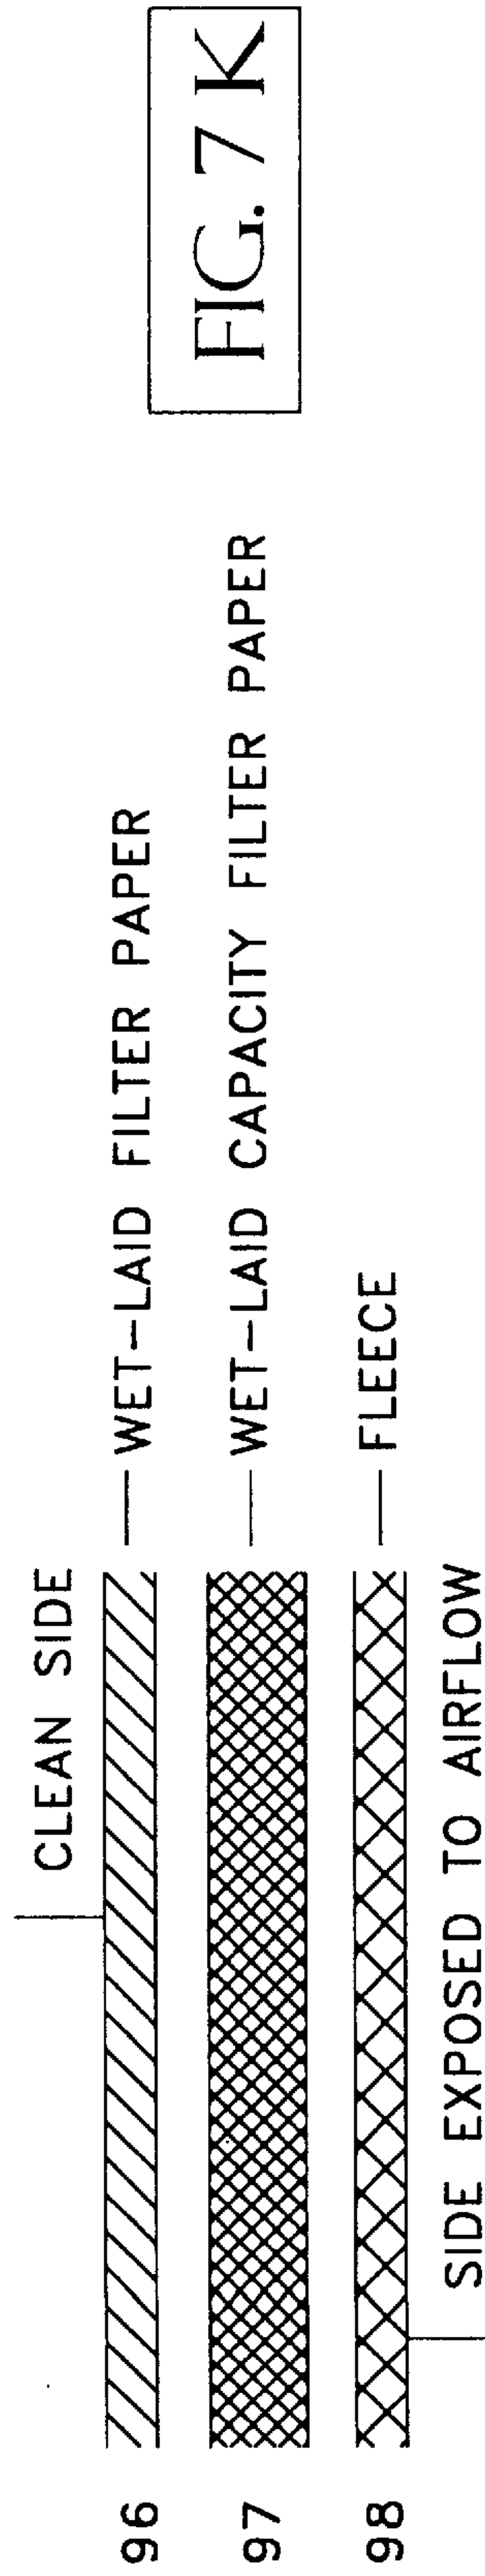 FIG. 7 K
CLEAN SIDE
96 WET-LAID FILTER PAPER
97 WET-LAID CAPACITY FILTER PAPER
98 FLEECE
SIDE EXPOSED TO AIRFLOW